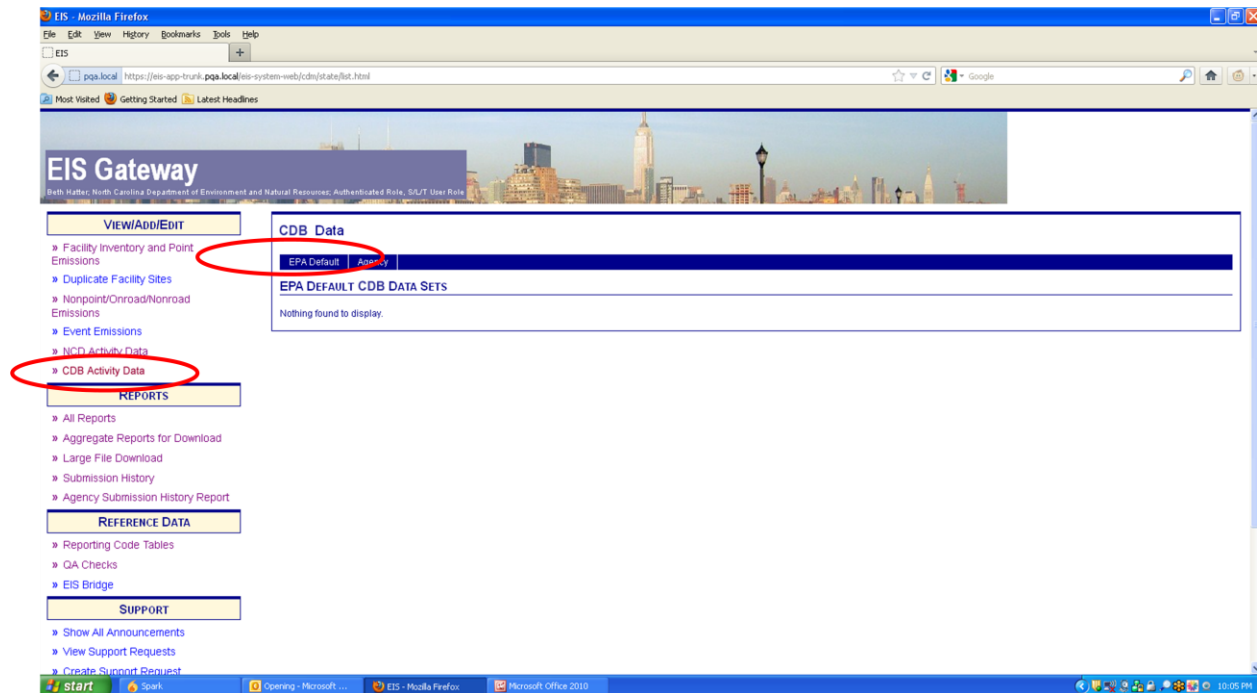 EIS - Mozilla Firefox
File Edit View History Bookmarks Tools Help
EIS +
pqa.local https://eis-app-trunk.pqa.local/eis-system-web/cdm/state/list.html Google
Most Visited Getting Started Latest Headlines
EIS Gateway
Beth Hatter; North Carolina Department of Environment and Natural Resources; Authenticated Role, S/L/T User Role
VIEW/ADD/EDIT
» Facility Inventory and Point
Emissions
» Duplicate Facility Sites
» Nonpoint/Onroad/Nonroad
Emissions
» Event Emissions
» NCD Activity Data
» CDB Activity Data
REPORTS
» All Reports
» Aggregate Reports for Download
» Large File Download
» Submission History
» Agency Submission History Report
REFERENCE DATA
» Reporting Code Tables
» QA Checks
» EIS Bridge
SUPPORT
» Show All Announcements
» View Support Requests
» Create Support Request
CDB Data
EPA Default Agency
EPA DEFAULT CDB DATA SETS
Nothing found to display.
start Spark Opening - Microsoft ... EIS - Mozilla Firefox Microsoft Office 2010 10:05 PM